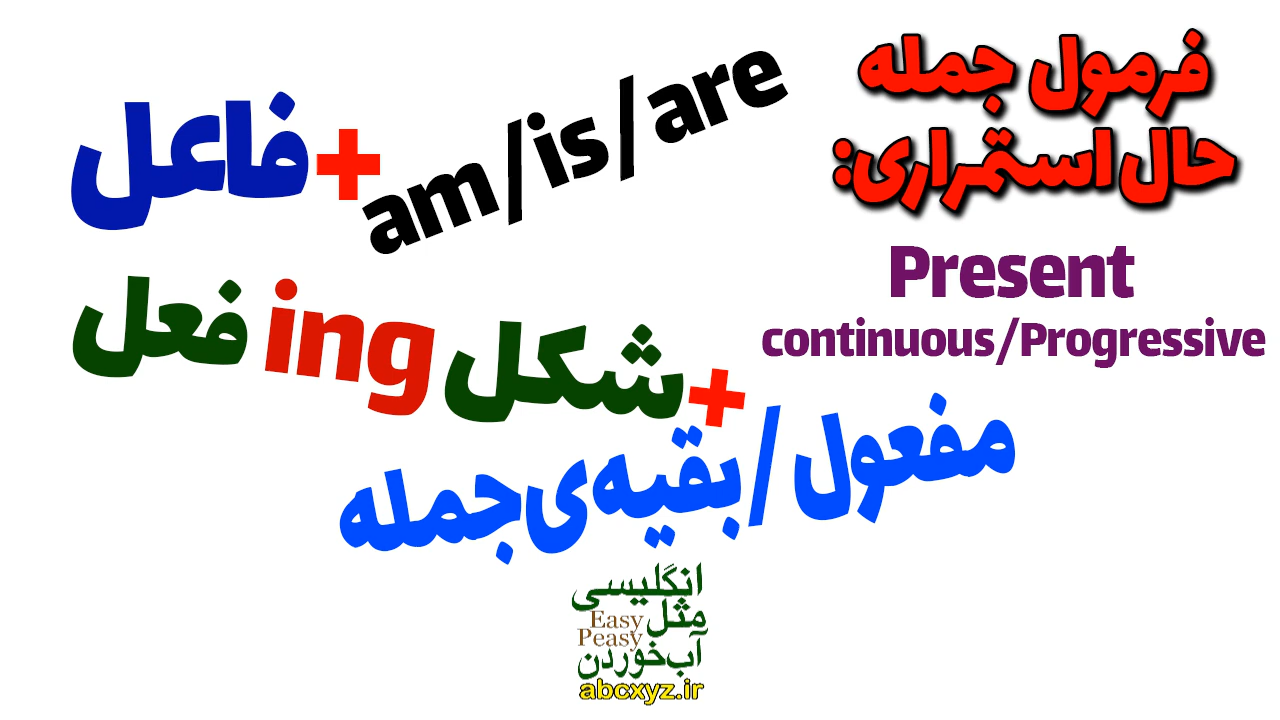 فرمول جمله
حال استمراری:
Present
continuous/Progressive
فاعل+am/is/are
شکل ing فعل+
مفعول/بقیه‌ی جمله
انگلیسی
مثل
Easy
Peasy
آب خوردن
abcxyz.ir